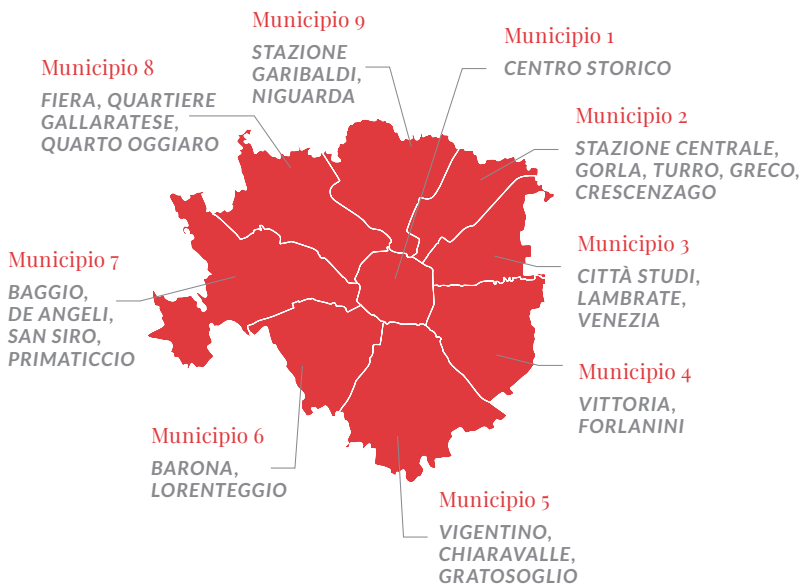 Municipio 9
STAZIONE
GARIBALDI,
NIGUARDA
Municipio 1
CENTRO STORICO
Municipio 8
FIERA, QUARTIERE
GALLARATESE,
QUARTO OGGIARO
Municipio 2
STAZIONE CENTRALE,
GORLA, TURRO, GRECO,
CRESCENZAGO
Municipio 3
CITTÀ STUDI,
LAMBRATE,
VENEZIA
Municipio 7
BAGGIO,
DE ANGELI,
SAN SIRO,
PRIMATICCIO
Municipio 4
VITTORIA,
FORLANINI
Municipio 6
BARONA,
LORENTEGGIO
Municipio 5
VIGENTINO,
CHIARAVALLE,
GRATOSOGLIO